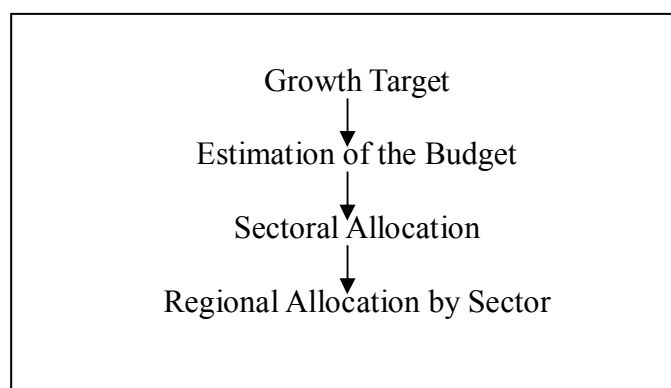 Growth Target
Estimation of the Budget
Sectoral Allocation
Regional Allocation by Sector